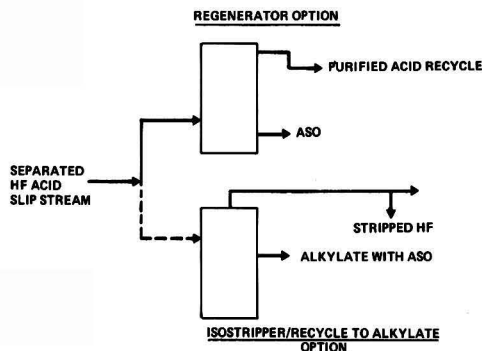 REGENERATOR OPTION
PURIFIED ACID RECYCLE
ASO
SEPARATED
HF ACID
SLIP STREAM
STRIPPED HF
ALKYLATE WITH ASO
ISOSTRIPPER/RECYCLE TO ALKYLATE
OPTION